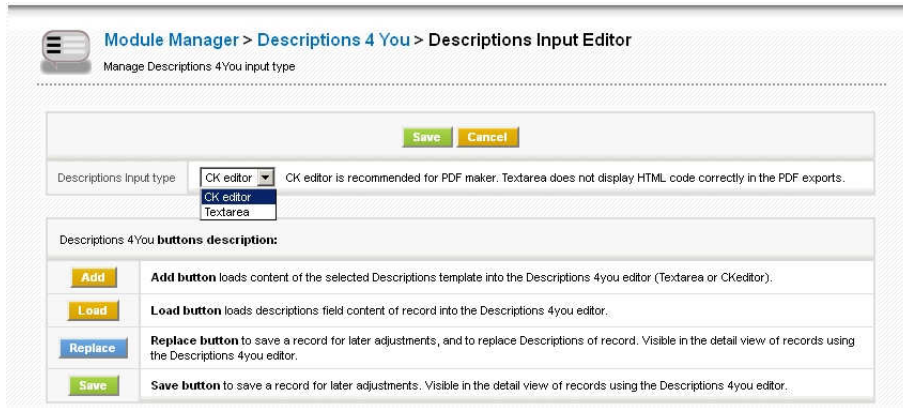 Module Manager > Descriptions 4 You > Descriptions Input Editor
Manage Descriptions 4You input type
Save Cancel
Descriptions Input type CK editor CK editor is recommended for PDF maker. Textarea does not display HTML code correctly in the PDF exports.
CK editor
Textarea
Descriptions 4You buttons description:
Add Add button loads content of the selected Descriptions template into the Descriptions 4you editor (Textarea or CKeditor).
Load Load button loads descriptions field content of record into the Descriptions 4you editor.
Replace Replace button to save a record for later adjustments, and to replace Descriptions of record. Visible in the detail view of records using
the Descriptions 4you editor.
Save Save button to save a record for later adjustments. Visible in the detail view of records using the Descriptions 4you editor.